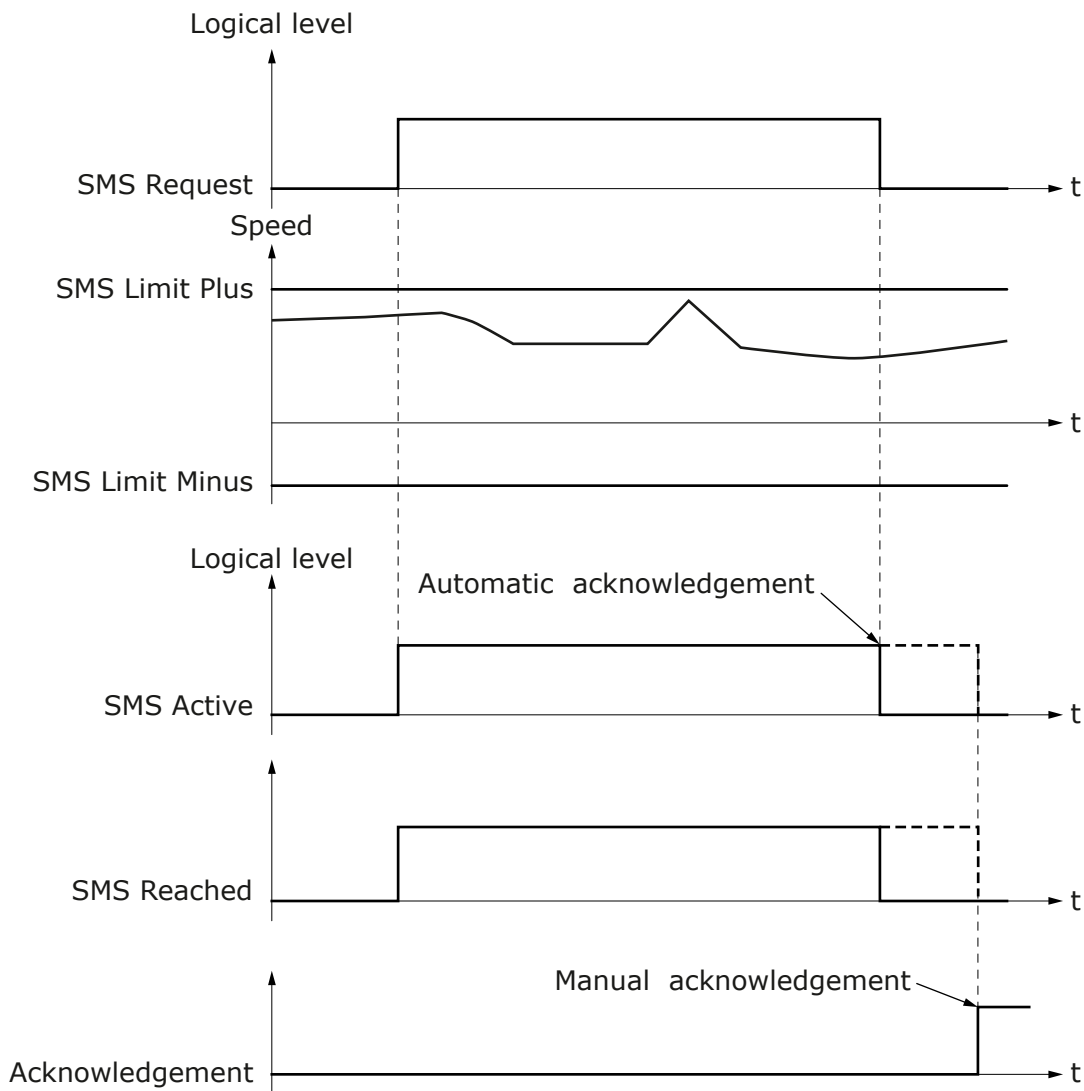 Logical level
SMS Request
t
Speed
SMS Limit Plus
t
SMS Limit Minus
Logical level
Automatic acknowledgement
SMS Active
t
SMS Reached
t
Manual acknowledgement
Acknowledgement
t